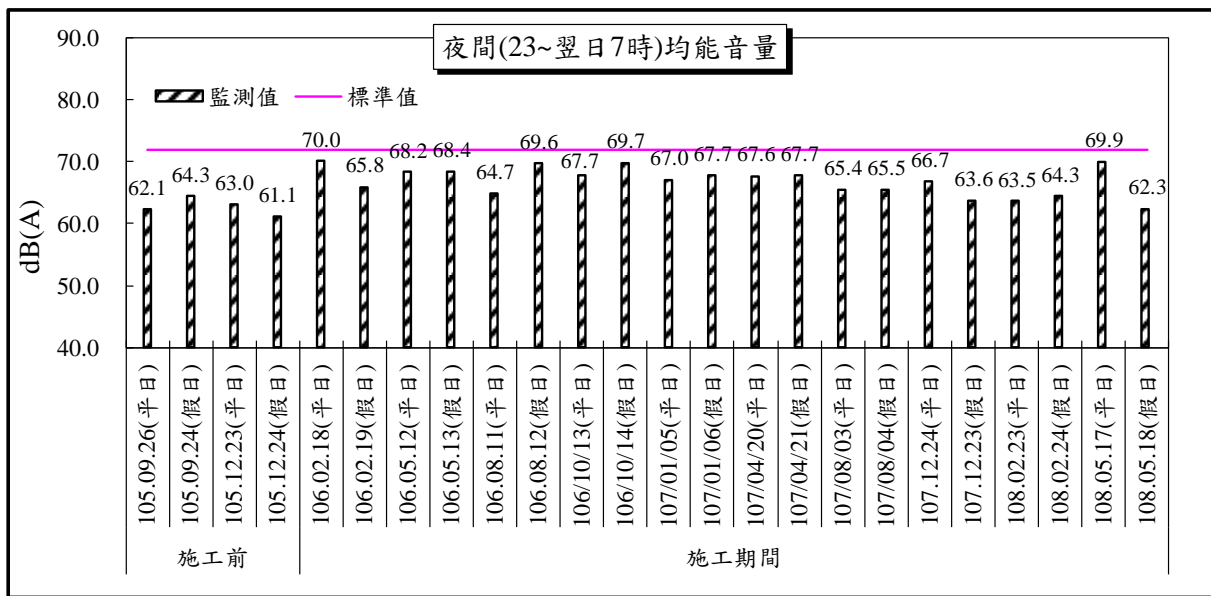 夜間(23~翌日7時)均能音量
監測值
標準值
dB(A)
90.0
80.0
70.0
60.0
50.0
40.0
62.1
64.3
63.0
61.1
70.0
65.8
68.2
68.4
64.7
69.6
67.7
69.7
67.0
67.7
67.6
67.7
65.4
65.5
66.7
63.6
63.5
64.3
69.9
62.3
105.09.26(平日)
105.09.24(假日)
105.12.23(平日)
105.12.24(假日)
106.02.18(平日)
106.02.19(假日)
106.05.12(平日)
106.05.13(假日)
106.08.11(平日)
106.08.12(假日)
106/10/13(平日)
106/10/14(假日)
107/01/05(平日)
107/01/06(假日)
107/04/20(平日)
107/04/21(假日)
107/08/03(平日)
107/08/04(假日)
107.12.24(平日)
107.12.23(假日)
108.02.23(平日)
108.02.24(假日)
108.05.17(平日)
108.05.18(假日)
施工前
施工期間